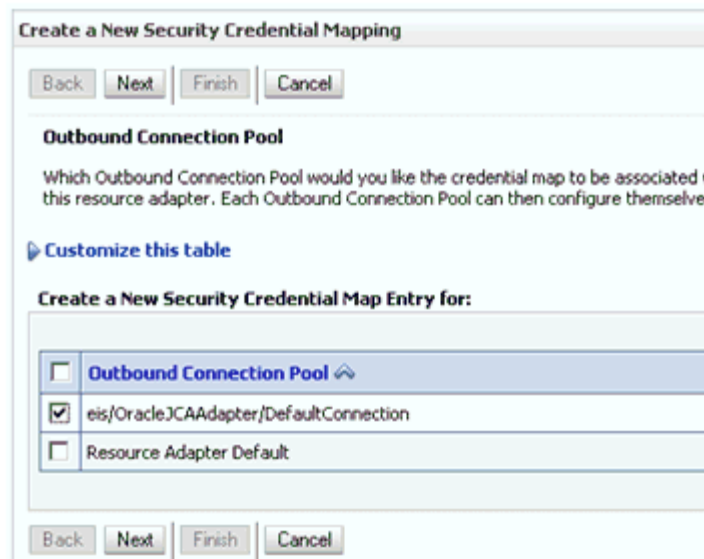 Create a New Security Credential Mapping
Back Next Finish Cancel
Outbound Connection Pool
Which Outbound Connection Pool would you like the credential map to be associated
this resource adapter. Each Outbound Connection Pool can then configure themselve
Customize this table
Create a New Security Credential Map Entry for:
Outbound Connection Pool
eis/OracleJCAAdapter/DefaultConnection
Resource Adapter Default
Back Next Finish Cancel